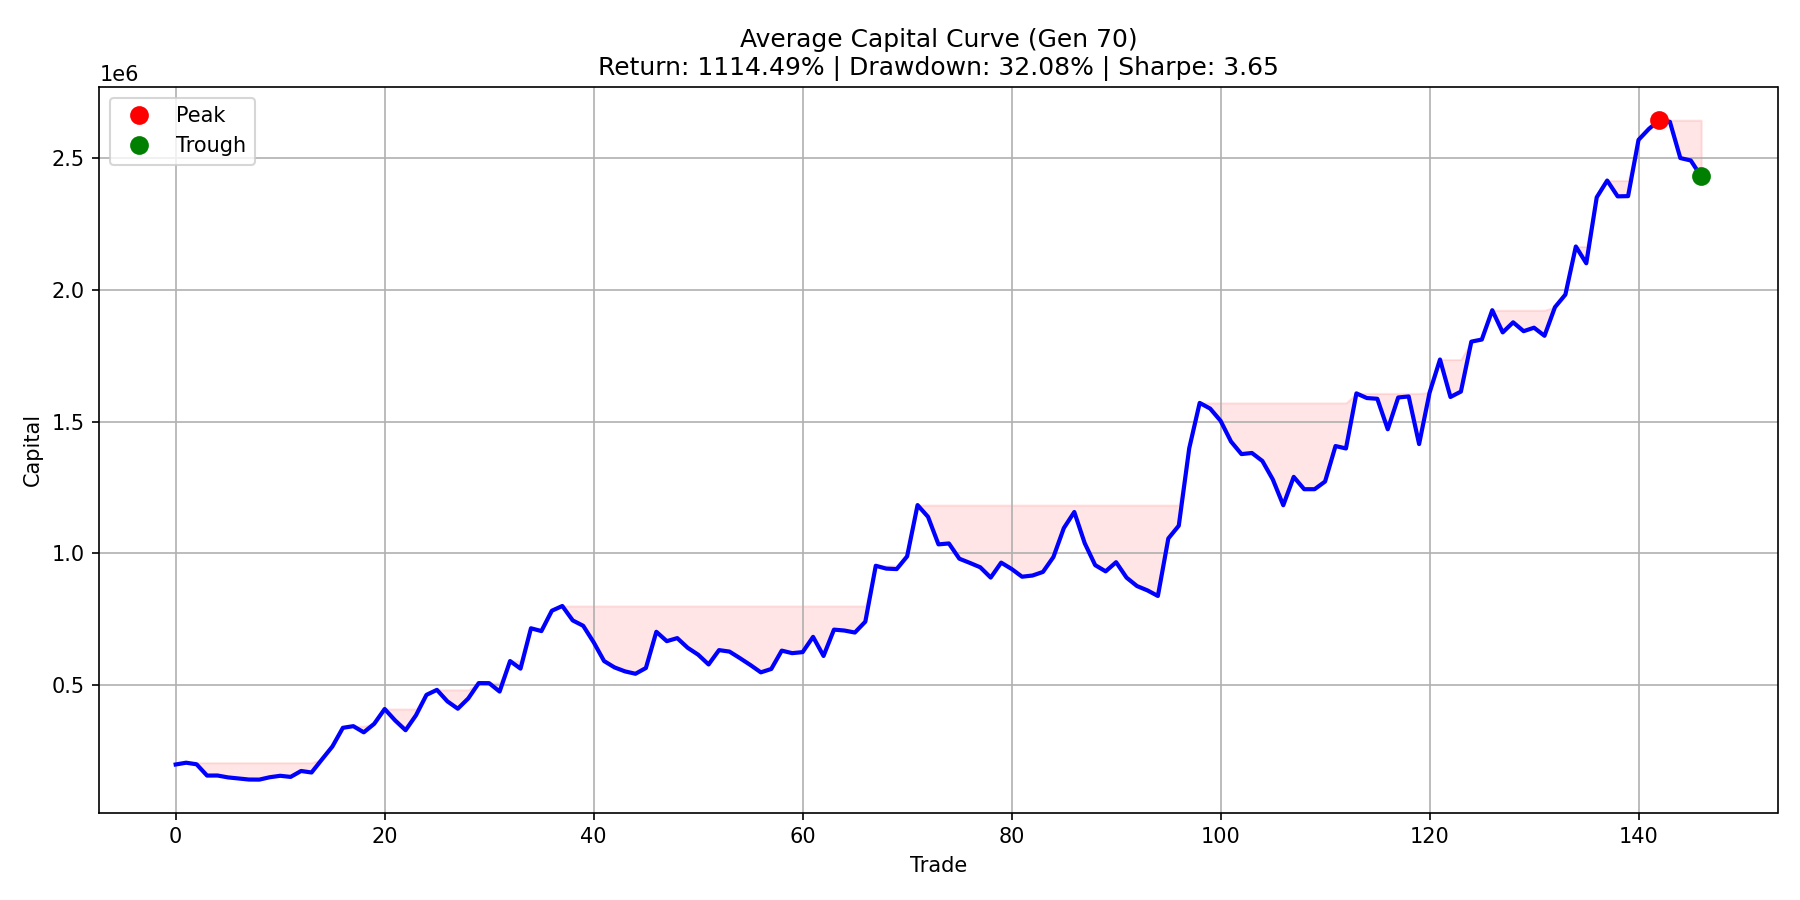 Average Capital Curve (Gen 70)
Return: 1114.49% | Drawdown: 32.08% | Sharpe: 3.65
1e6
Peak
Trough
2.5
2.0
1.5
1.0
0.5
Capital
0 20 40 60 80 100 120 140
Trade